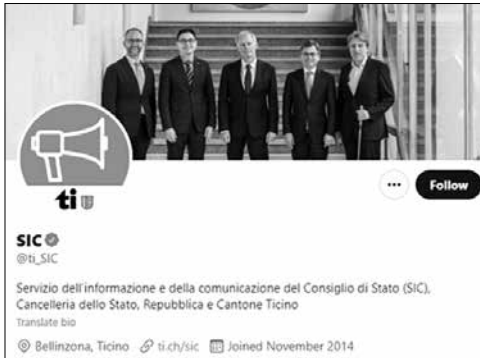 ti
Follow
SIC
@ti_SIC
Servizio dell'informazione e della comunicazione del Consiglio di Stato (SIC),
Cancelleria dello Stato, Repubblica e Cantone Ticino
Translate bio
Bellinzona, Ticino ti.ch/sic Joined November 2014